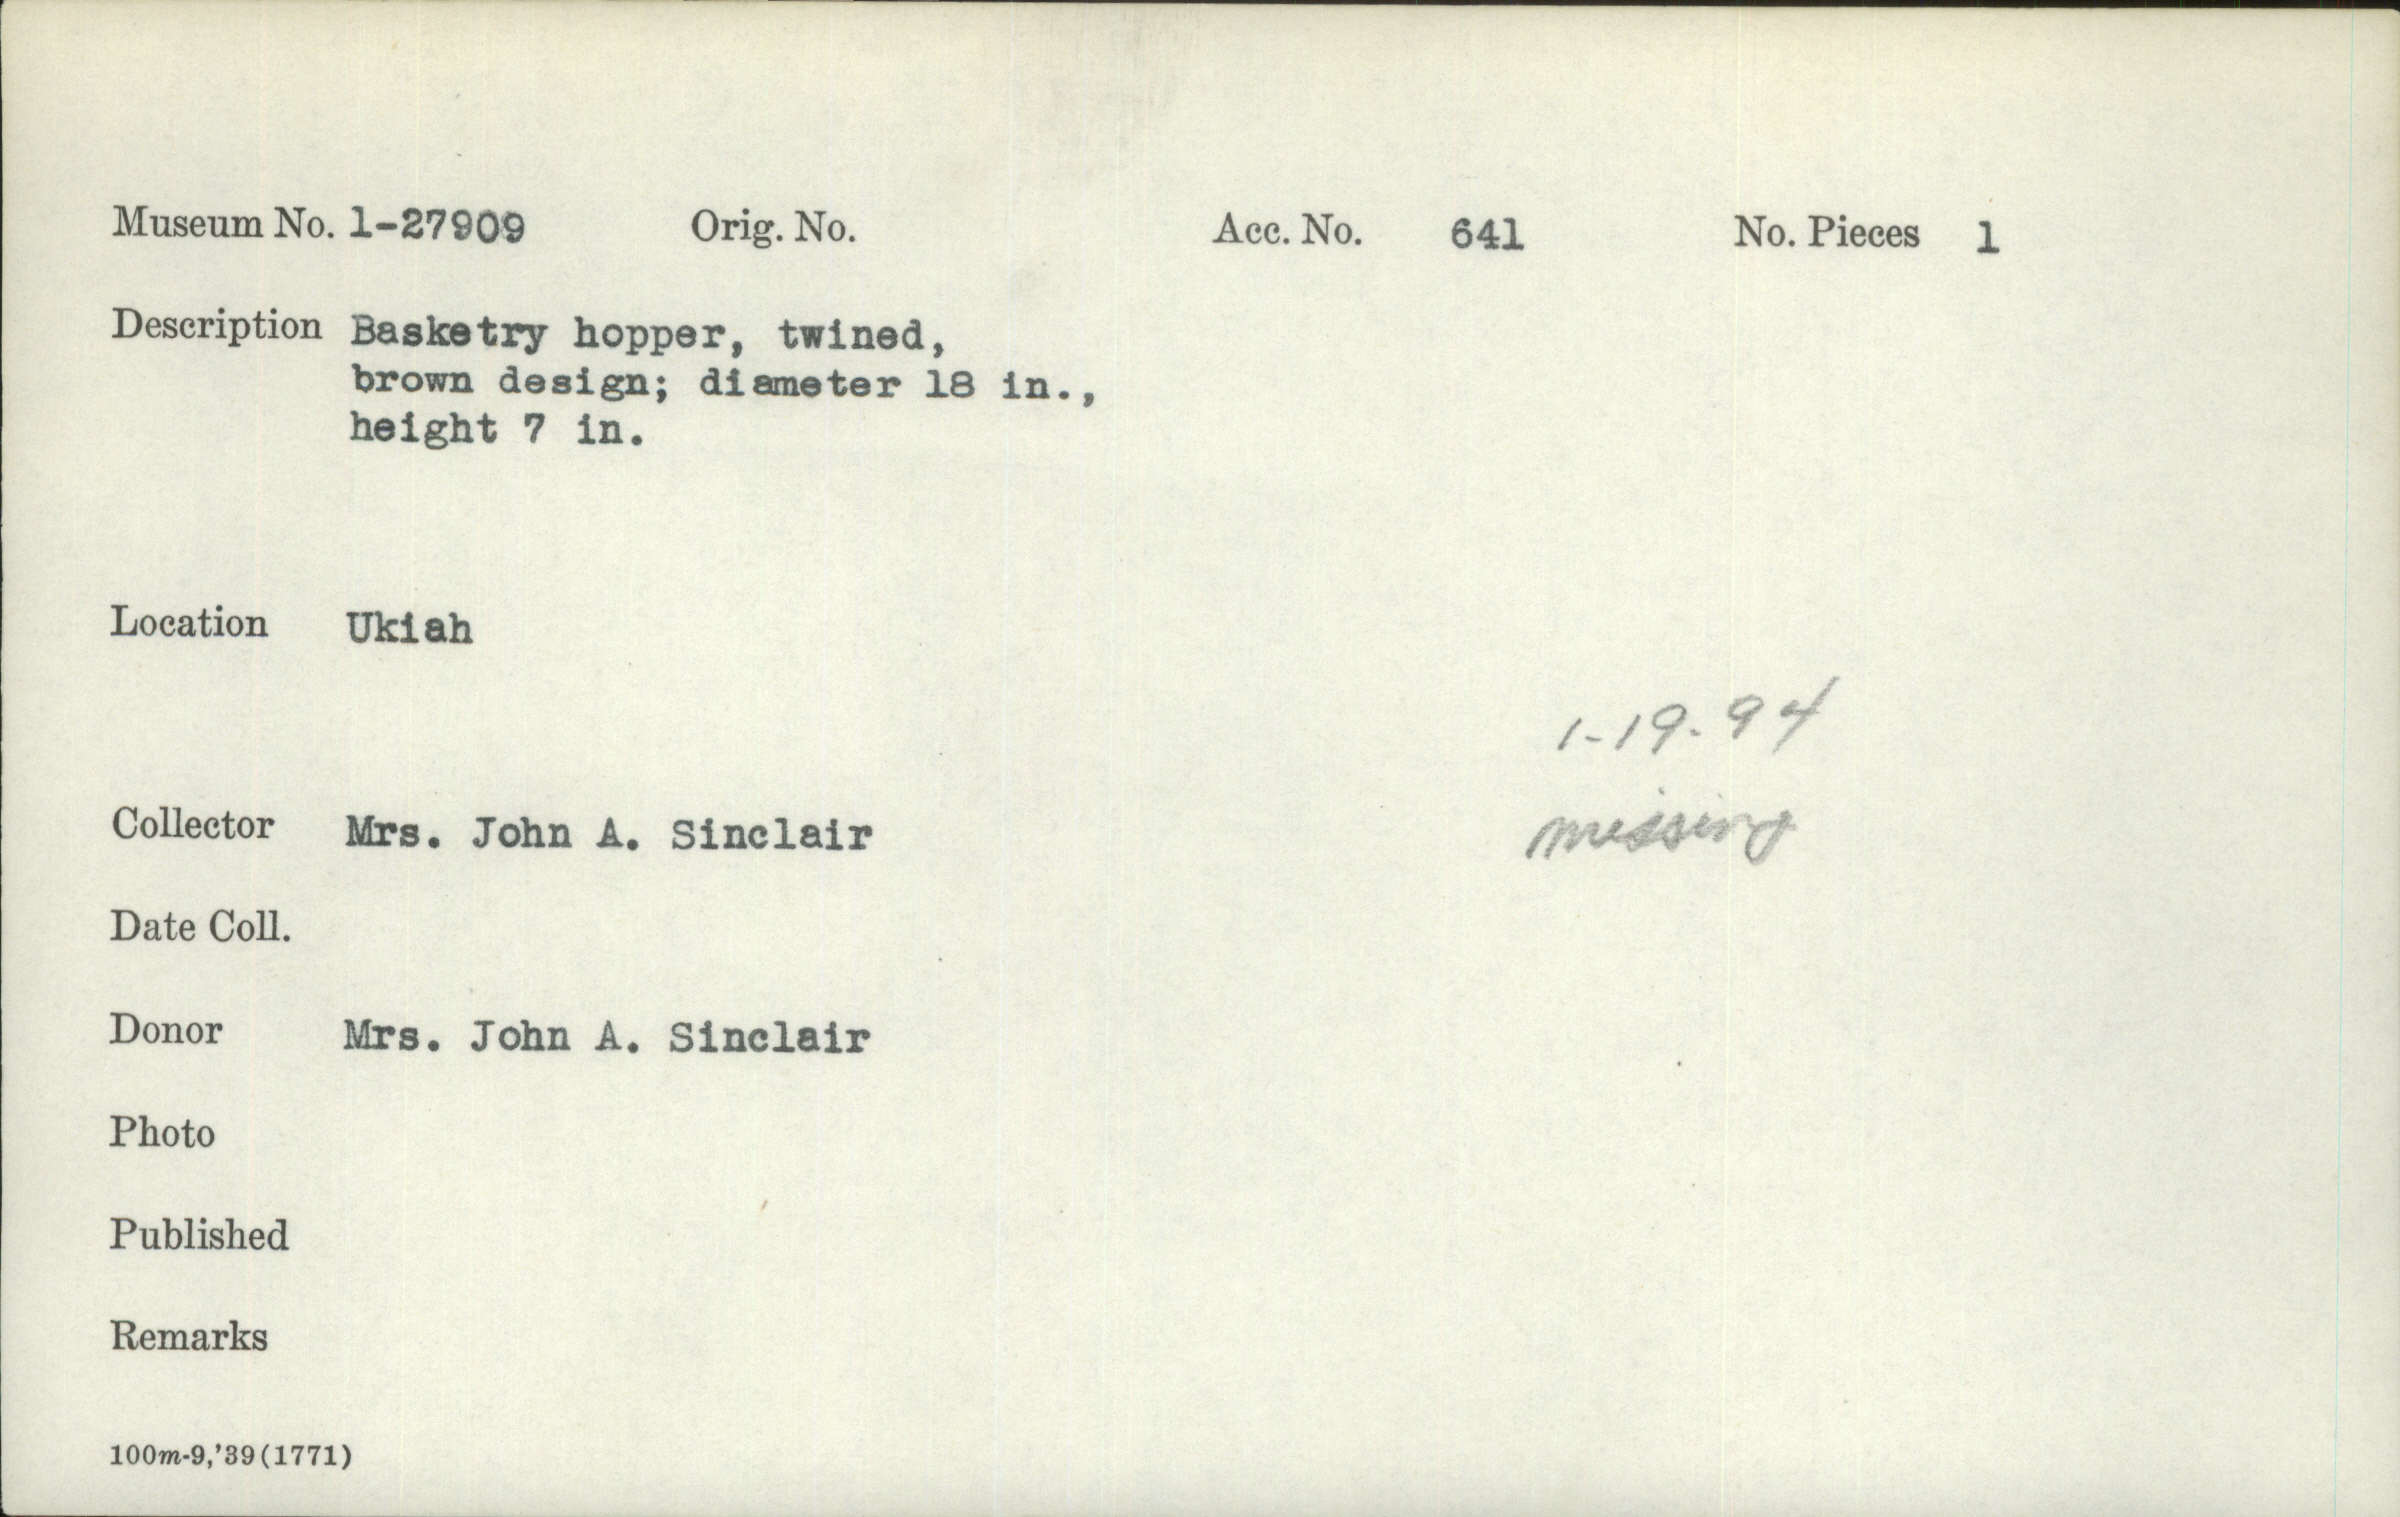 Museum No. 1-27909 Orig. No. Acc. No. 641 No. Pieces 1
Description Basketry hopper, twined,
brown design; diameter 18 in.,
height 7 in.
Location Ukiah
1-19-94
missing
Collector Mrs. John A. Sinclair
Date Coll.
Donor Mrs. John A. Sinclair
Photo
Published
Remarks
100m-9,'39(1771)